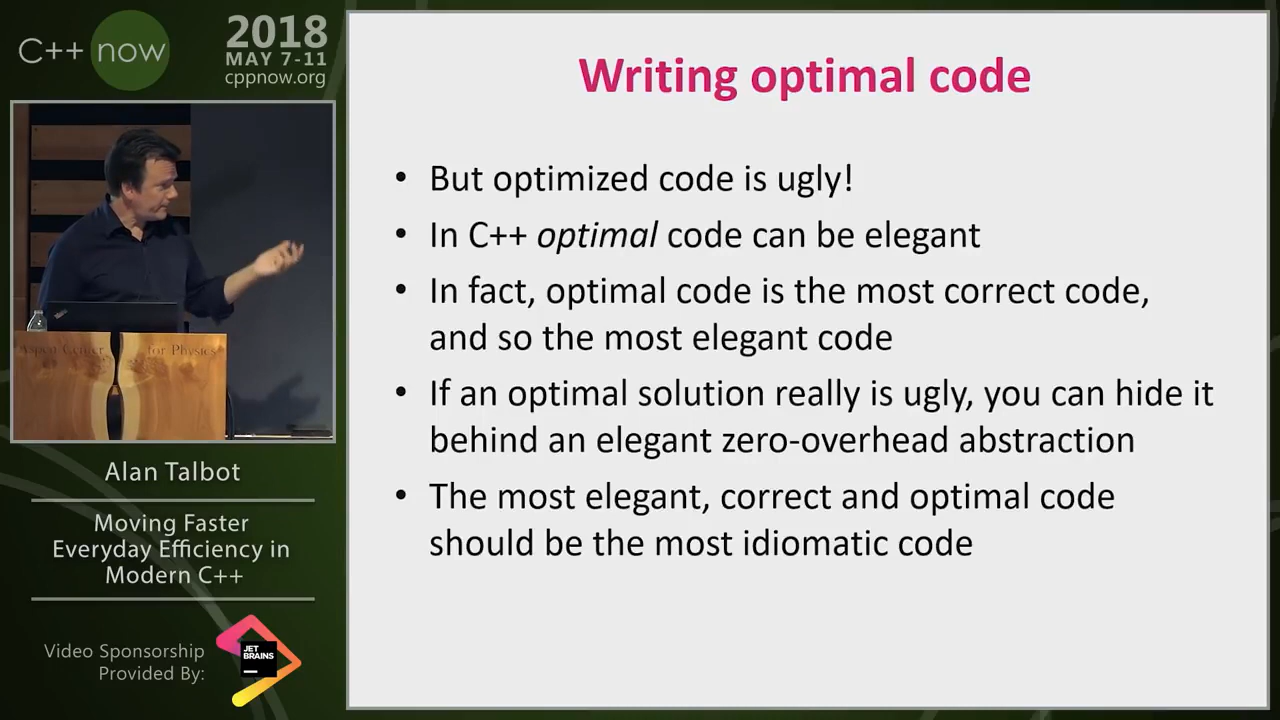 C++ now
2018
MAY 7-11
cppnow.org
Aspen Center for Physics
Alan Talbot
Moving Faster
Everyday Efficiency in
Modern C++
Video Sponsorship
Provided By:
JET
BRAINS
Writing optimal code
• But optimized code is ugly!
• In C++ optimal code can be elegant
• In fact, optimal code is the most correct code,
and so the most elegant code
• If an optimal solution really is ugly, you can hide it
behind an elegant zero-overhead abstraction
• The most elegant, correct and optimal code
should be the most idiomatic code